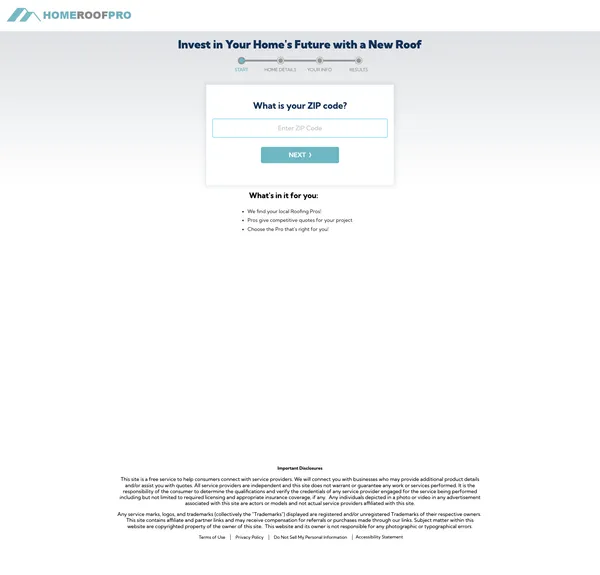 HOMEROOFPRO
Invest in Your Home's Future with a New Roof
START
HOME DETAILS
YOUR INFO
RESULTS
What is your ZIP code?
Enter ZIP Code
NEXT ⟩
What's in it for you:
• We find your local Roofing Pros!
• Pros give competitive quotes for your project
• Choose the Pro that's right for you!
Important Disclosures
This site is a free service to help consumers connect with service providers. We will connect you with businesses who may provide additional product details
and/or assist you with quotes. All service providers are independent and this site does not warrant or guarantee any work or services performed. It is the
responsibility of the consumer to determine the qualifications and verify the credentials of any service provider engaged for the service being performed
including but not limited to required licensing and appropriate insurance coverage, if any. Any individuals depicted in a photo or video in any advertisement
associated with this site are actors or models and not actual service providers affiliated with this site.
Any service marks, logos, and trademarks (collectively the "Trademarks") displayed are registered and/or unregistered Trademarks of their respective owners
This site contains affiliate and partner links and may receive compensation for referrals or purchases made through our links. Subject matter within this
website are copyrighted property of the owner of this site. This website and its owner is not responsible for any photographic or typographical errors
Terms of Use | Privacy Policy | Do Not Sell My Personal Information | Accessibility Statement